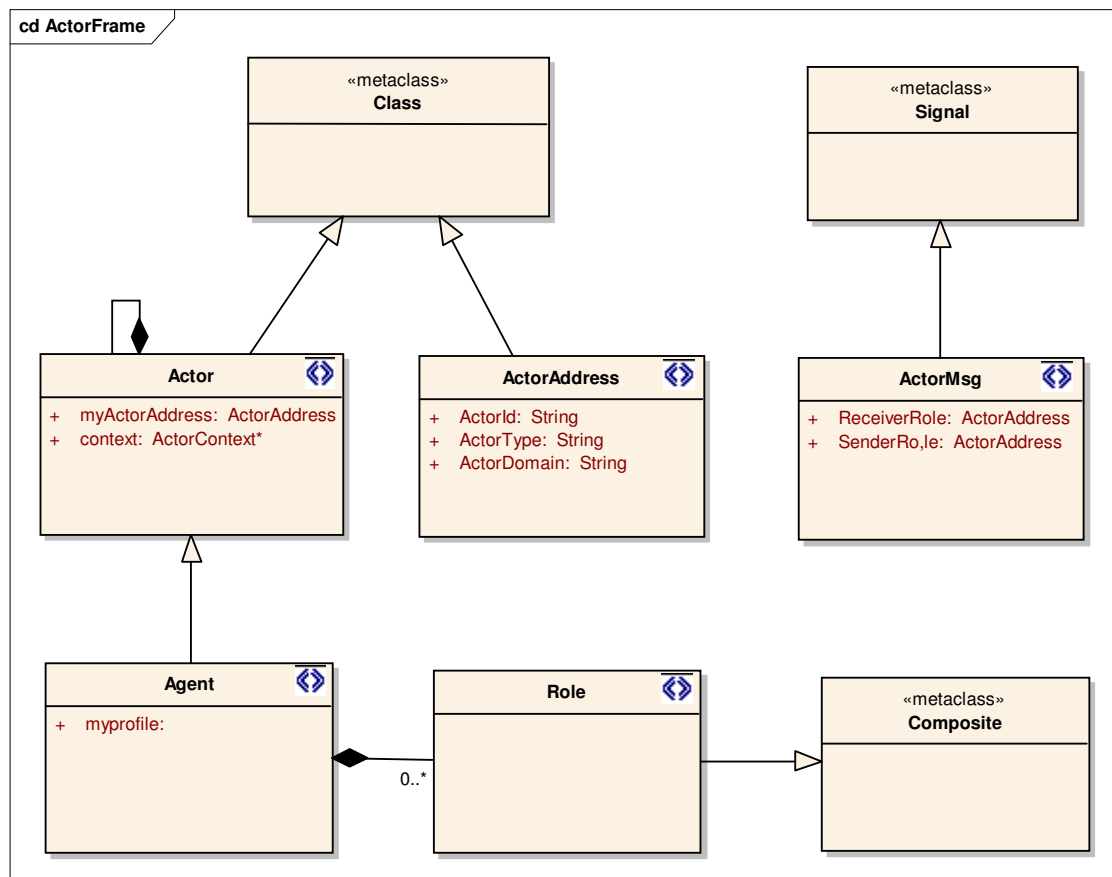 cd ActorFrame
«metaclass»
Class
«metaclass»
Signal
Actor
+ myActorAddress: ActorAddress
+ context: ActorContext*
ActorAddress
+ ActorId: String
+ ActorType: String
+ ActorDomain: String
ActorMsg
+ ReceiverRole: ActorAddress
+ SenderRo,le: ActorAddress
Agent
+ myprofile:
0..*
Role
«metaclass»
Composite